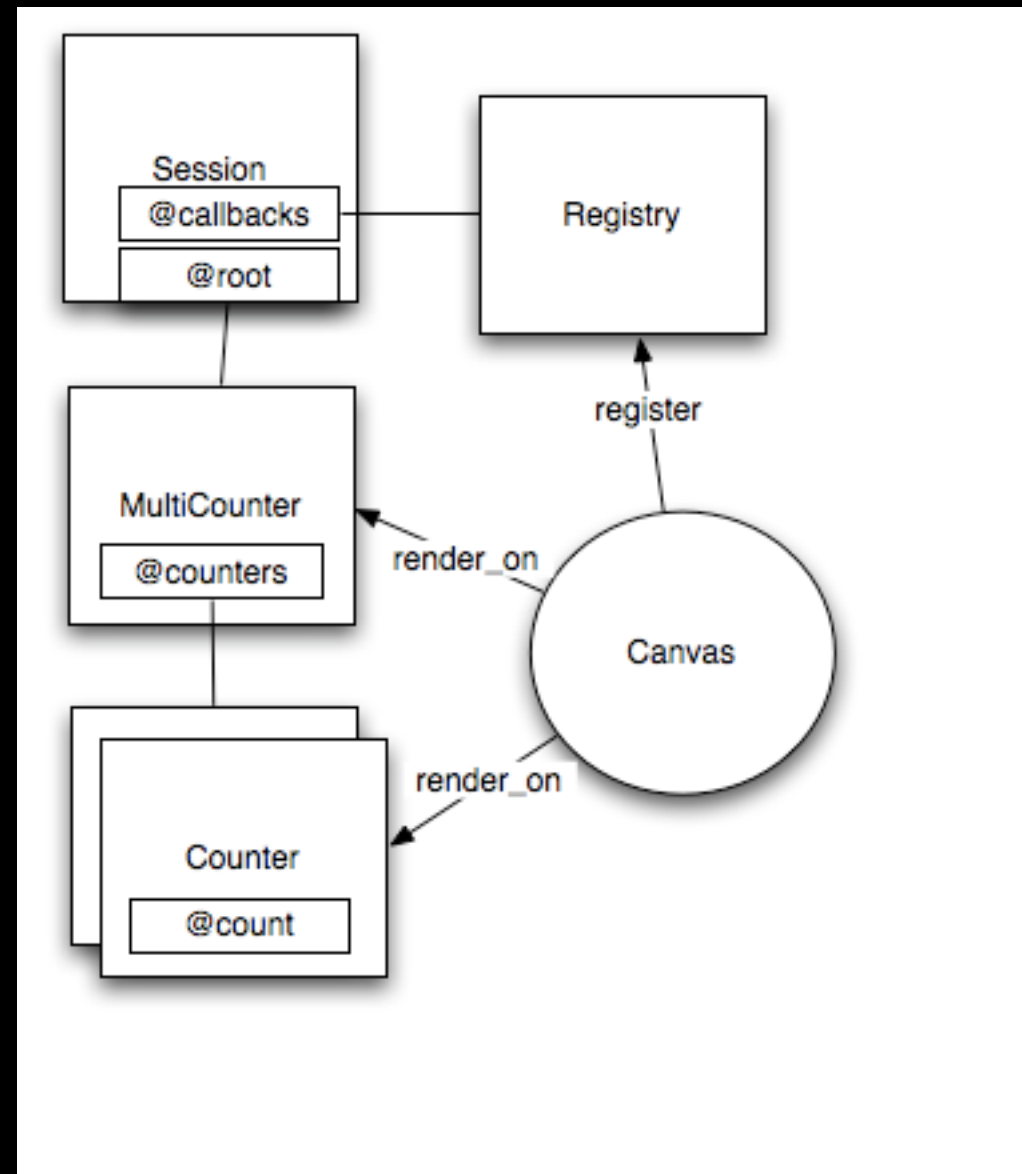 Session
@callbacks
@root
Registry
register
MultiCounter
@counters
render_on
Canvas
render_on
Counter
@count